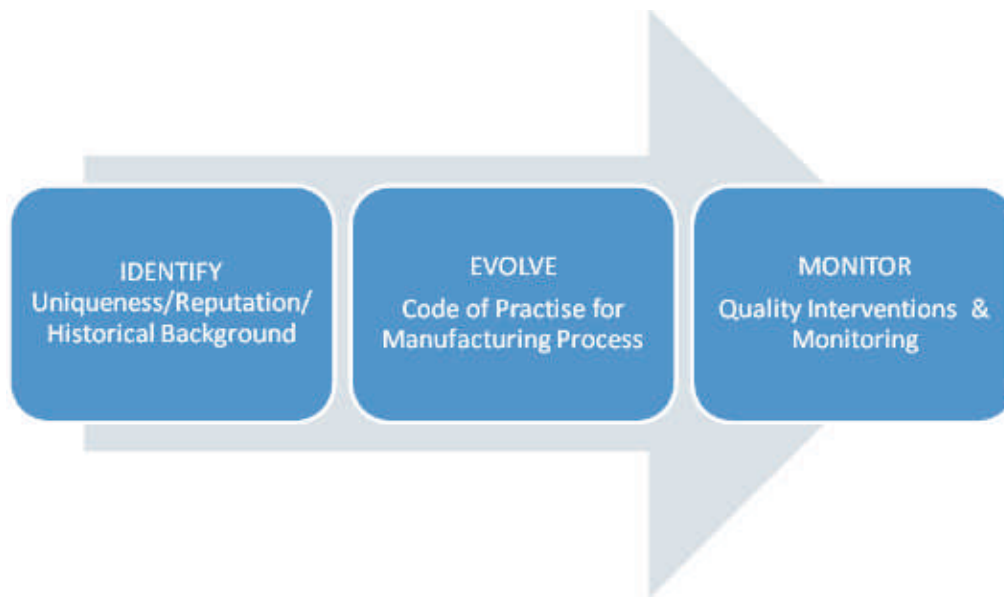 IDENTIFY
Uniqueness/Reputation/
Historical Background
EVOLVE
Code of Practise for
Manufacturing Process
MONITOR
Quality Interventions &
Monitoring